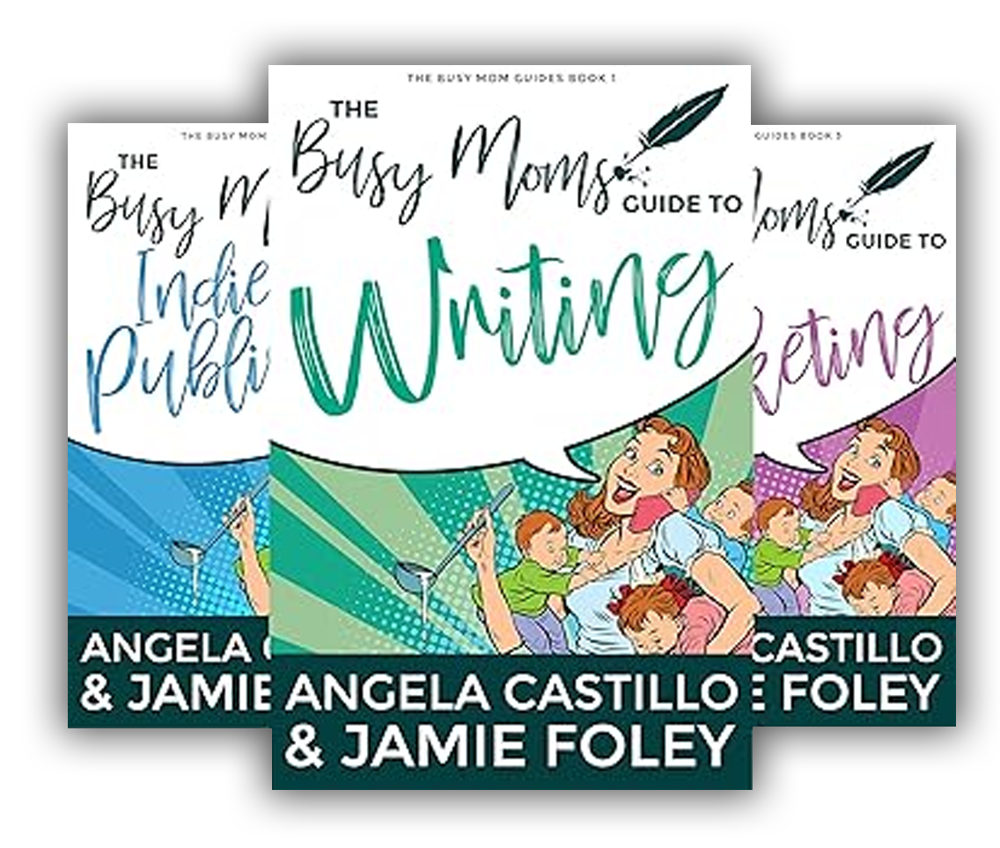 THE BUSY MOM
THE
Busy M
Indie
Publi
ANGELA
& JAMIE
THE BUSY MOM GUIDES BOOK 1
THE
Busy Moms
GUIDE TO
Writing
ANGELA CASTILLO
& JAMIE FOLEY
GUIDES BOOK 3
oms
GUIDE TO
keting
CASTILLO
E FOLEY